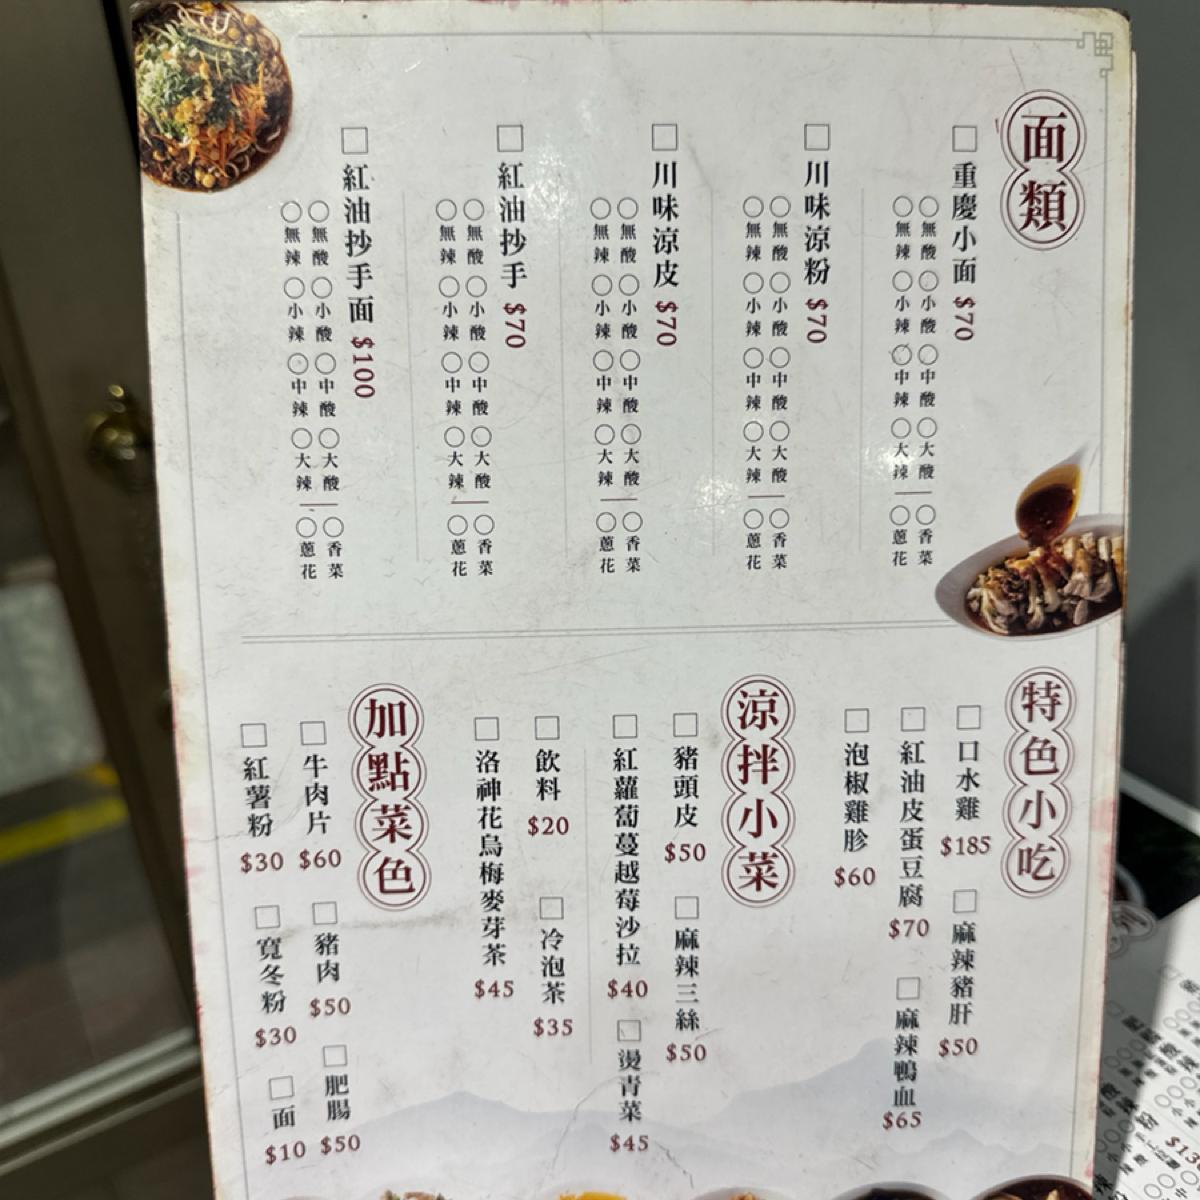 面類
重慶小面 $70
○無酸 ○小酸 ○中酸 ○大酸 ○香菜
○無辣 ○小辣 ○中辣 ○大辣 ○蔥花
川味涼粉 $70
○無酸 ○小酸 ○中酸 ○大酸 ○香菜
○無辣 ○小辣 ○中辣 ○大辣 ○蔥花
川味涼皮 $70
○無酸 ○小酸 ○中酸 ○大酸 ○香菜
○無辣 ○小辣 ○中辣 ○大辣 ○蔥花
紅油抄手 $70
○無酸 ○小酸 ○中酸 ○大酸 ○香菜
○無辣 ○小辣 ○中辣 ○大辣 ○蔥花
紅油抄手面 $100
○無酸 ○小酸 ○中酸 ○大酸 ○香菜
○無辣 ○小辣 ○中辣 ○大辣 ○蔥花
特色小吃
口水雞 $185
麻辣豬肝 $50
紅油皮蛋豆腐 $70
麻辣鴨血 $65
泡椒雞胗 $60
涼拌小菜
豬頭皮 $50
麻辣三絲 $50
紅蘿蔔蔓越莓沙拉 $40
燙青菜 $45
飲料 $20
冷泡茶 $35
洛神花烏梅麥芽茶 $45
加點菜色
牛肉片 $60
豬肉 $50
肥腸 $50
紅薯粉 $30
寬冬粉 $30
面 $10